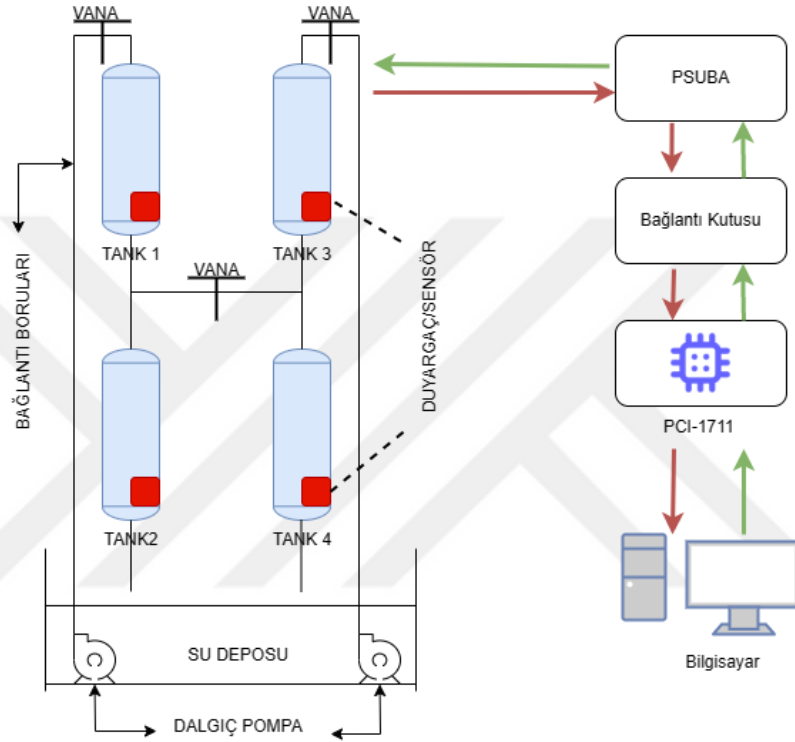 VANA
VANA
PSUBA
Bağlantı Kutusu
TANK 1
TANK 3
VANA
BAĞLANTI BORULARI
DUYARGAÇ/SENSÖR
PCI-1711
TANK2
TANK 4
SU DEPOSU
C
C
Bilgisayar
DALGIÇ POMPA